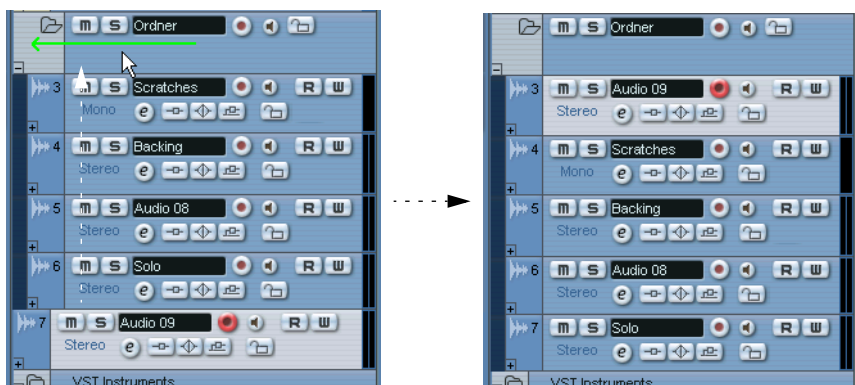 m S Ordner
3 m S Scratches R W
Mono e
4 m S Backing R W
Stereo e
5 m S Audio 08 R W
Stereo e
6 m S Solo R W
Stereo e
7 m S Audio 09 R W
Stereo e
VST Instruments
m S Ordner
3 m S Audio 09 R W
Stereo e
4 m S Scratches R W
Mono e
5 m S Backing R W
Stereo e
6 m S Audio 08 R W
Stereo e
7 m S Solo R W
Stereo e
VST Instruments